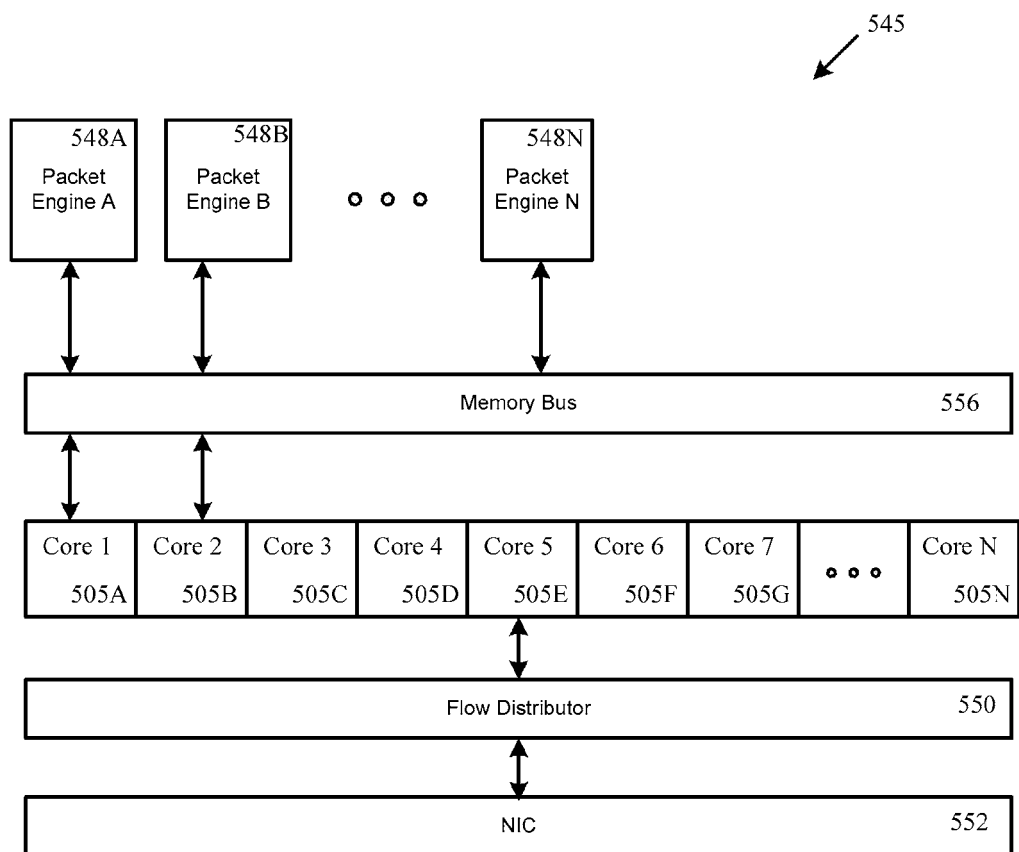 545
548A
Packet
Engine A
548B
Packet
Engine B
548N
Packet
Engine N
Memory Bus
556
Core 1
505A
Core 2
505B
Core 3
505C
Core 4
505D
Core 5
505E
Core 6
505F
Core 7
505G
Core N
505N
Flow Distributor
550
NIC
552